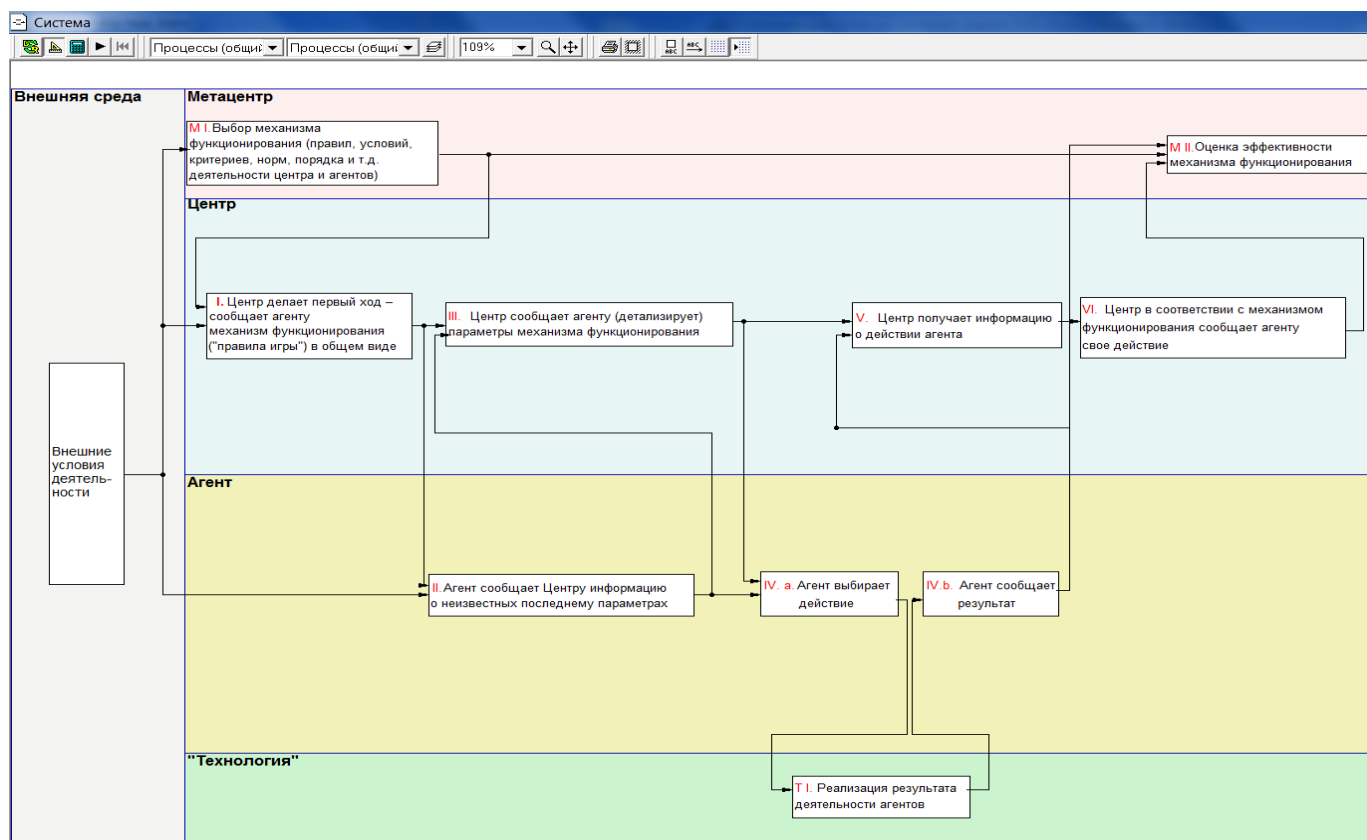 Система
Процессы (общи
Процессы (общи
109%
ABC
ABC
Внешняя среда
Метацентр
M I. Выбор механизма
функционирования (правил, условий,
критериев, норм, порядка и т.д.
деятельности центра и агентов)
M II. Оценка эффективности
механизма функционирования
Центр
I. Центр делает первый ход –
сообщает агенту
механизм функционирования
("правила игры") в общем виде
III. Центр сообщает агенту (детализирует)
параметры механизма функционирования
V. Центр получает информацию
о действии агента
VI. Центр в соответствии с механизмом
функционирования сообщает агенту
свое действие
Внешние
условия
деятель-
ности
Агент
II. Агент сообщает Центру информацию
о неизвестных последнему параметрах
IV. a. Агент выбирает
действие
IV.b. Агент сообщает
результат
"Технология"
T I. Реализация результата
деятельности агентов